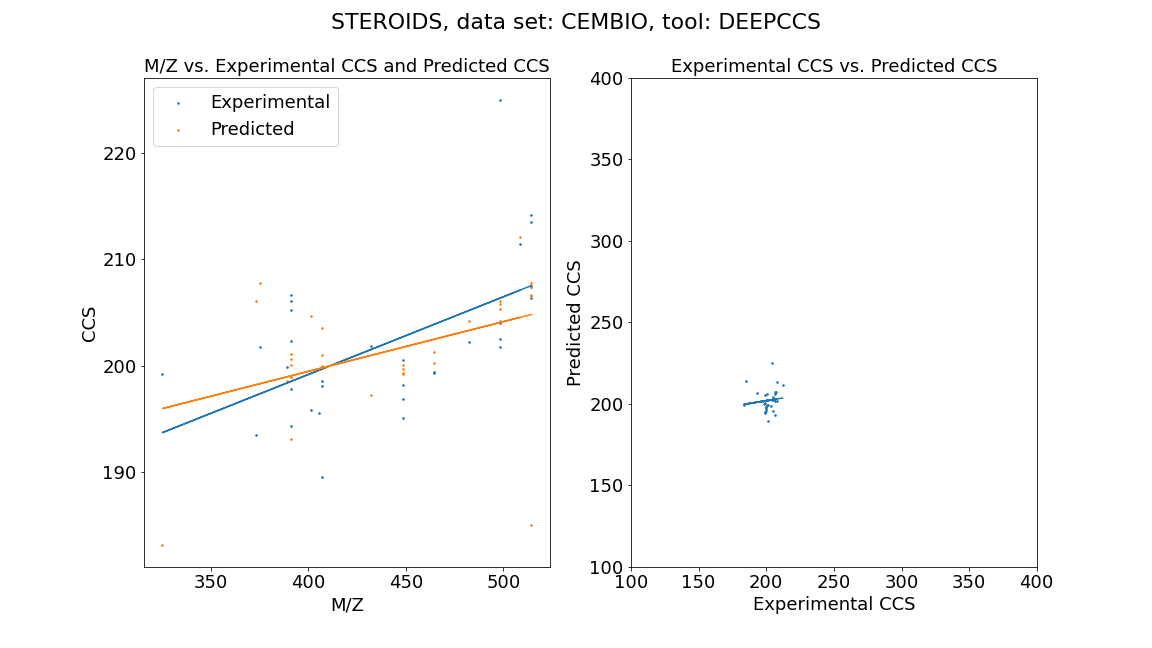 STEROIDS, data set: CEMBIO, tool: DEEPCCS
M/Z vs. Experimental CCS and Predicted CCS
Experimental
Predicted
220
210
200
190
CCS
350
400
450
500
M/Z
Experimental CCS vs. Predicted CCS
400
350
300
250
200
150
100
Predicted CCS
100
150
200
250
300
350
400
Experimental CCS